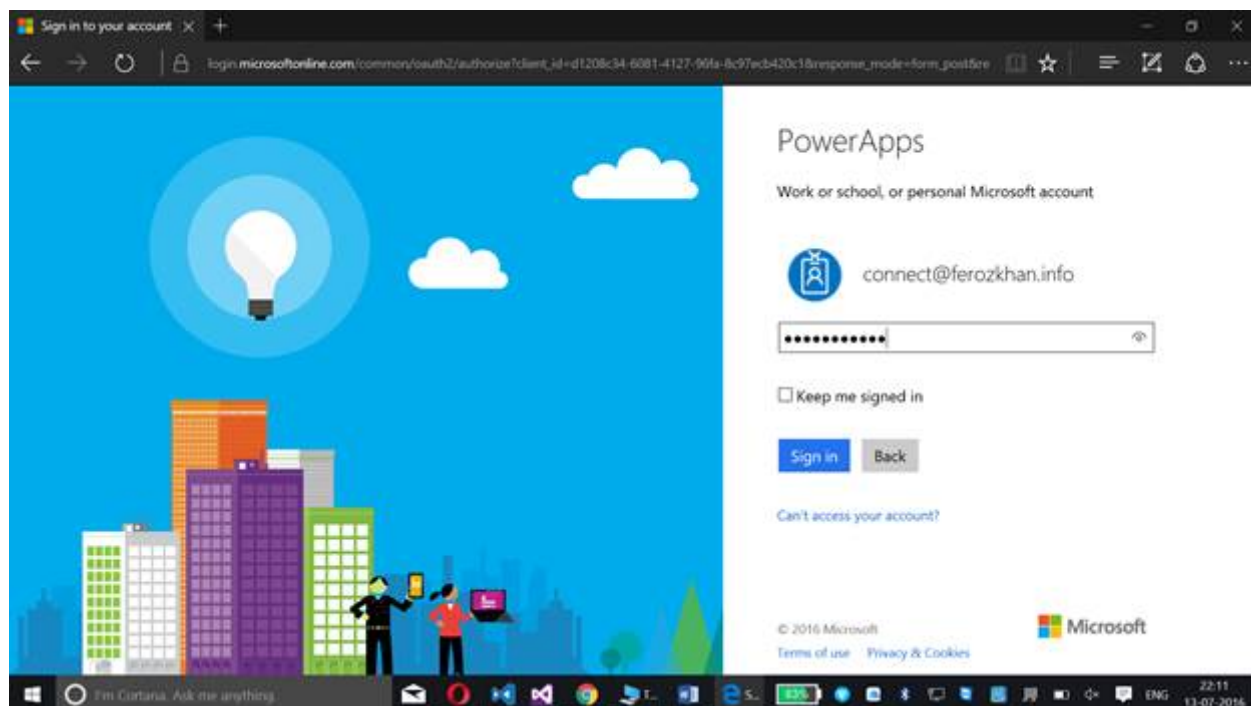 Sign in to your account
login.microsoftonline.com/common/oauth2/authorize?client_id=d1208c34-6081-4127-96fa-8c97ecb420c1&response_mode=form_post&re
PowerApps
Work or school, or personal Microsoft account
connect@ferozkhan.info
Keep me signed in
Sign in
Back
Can't access your account?
© 2016 Microsoft
Microsoft
Terms of use Privacy & Cookies
I'm Cortana. Ask me anything.
T...
S...
83%
ENG
22:11
13-07-2016